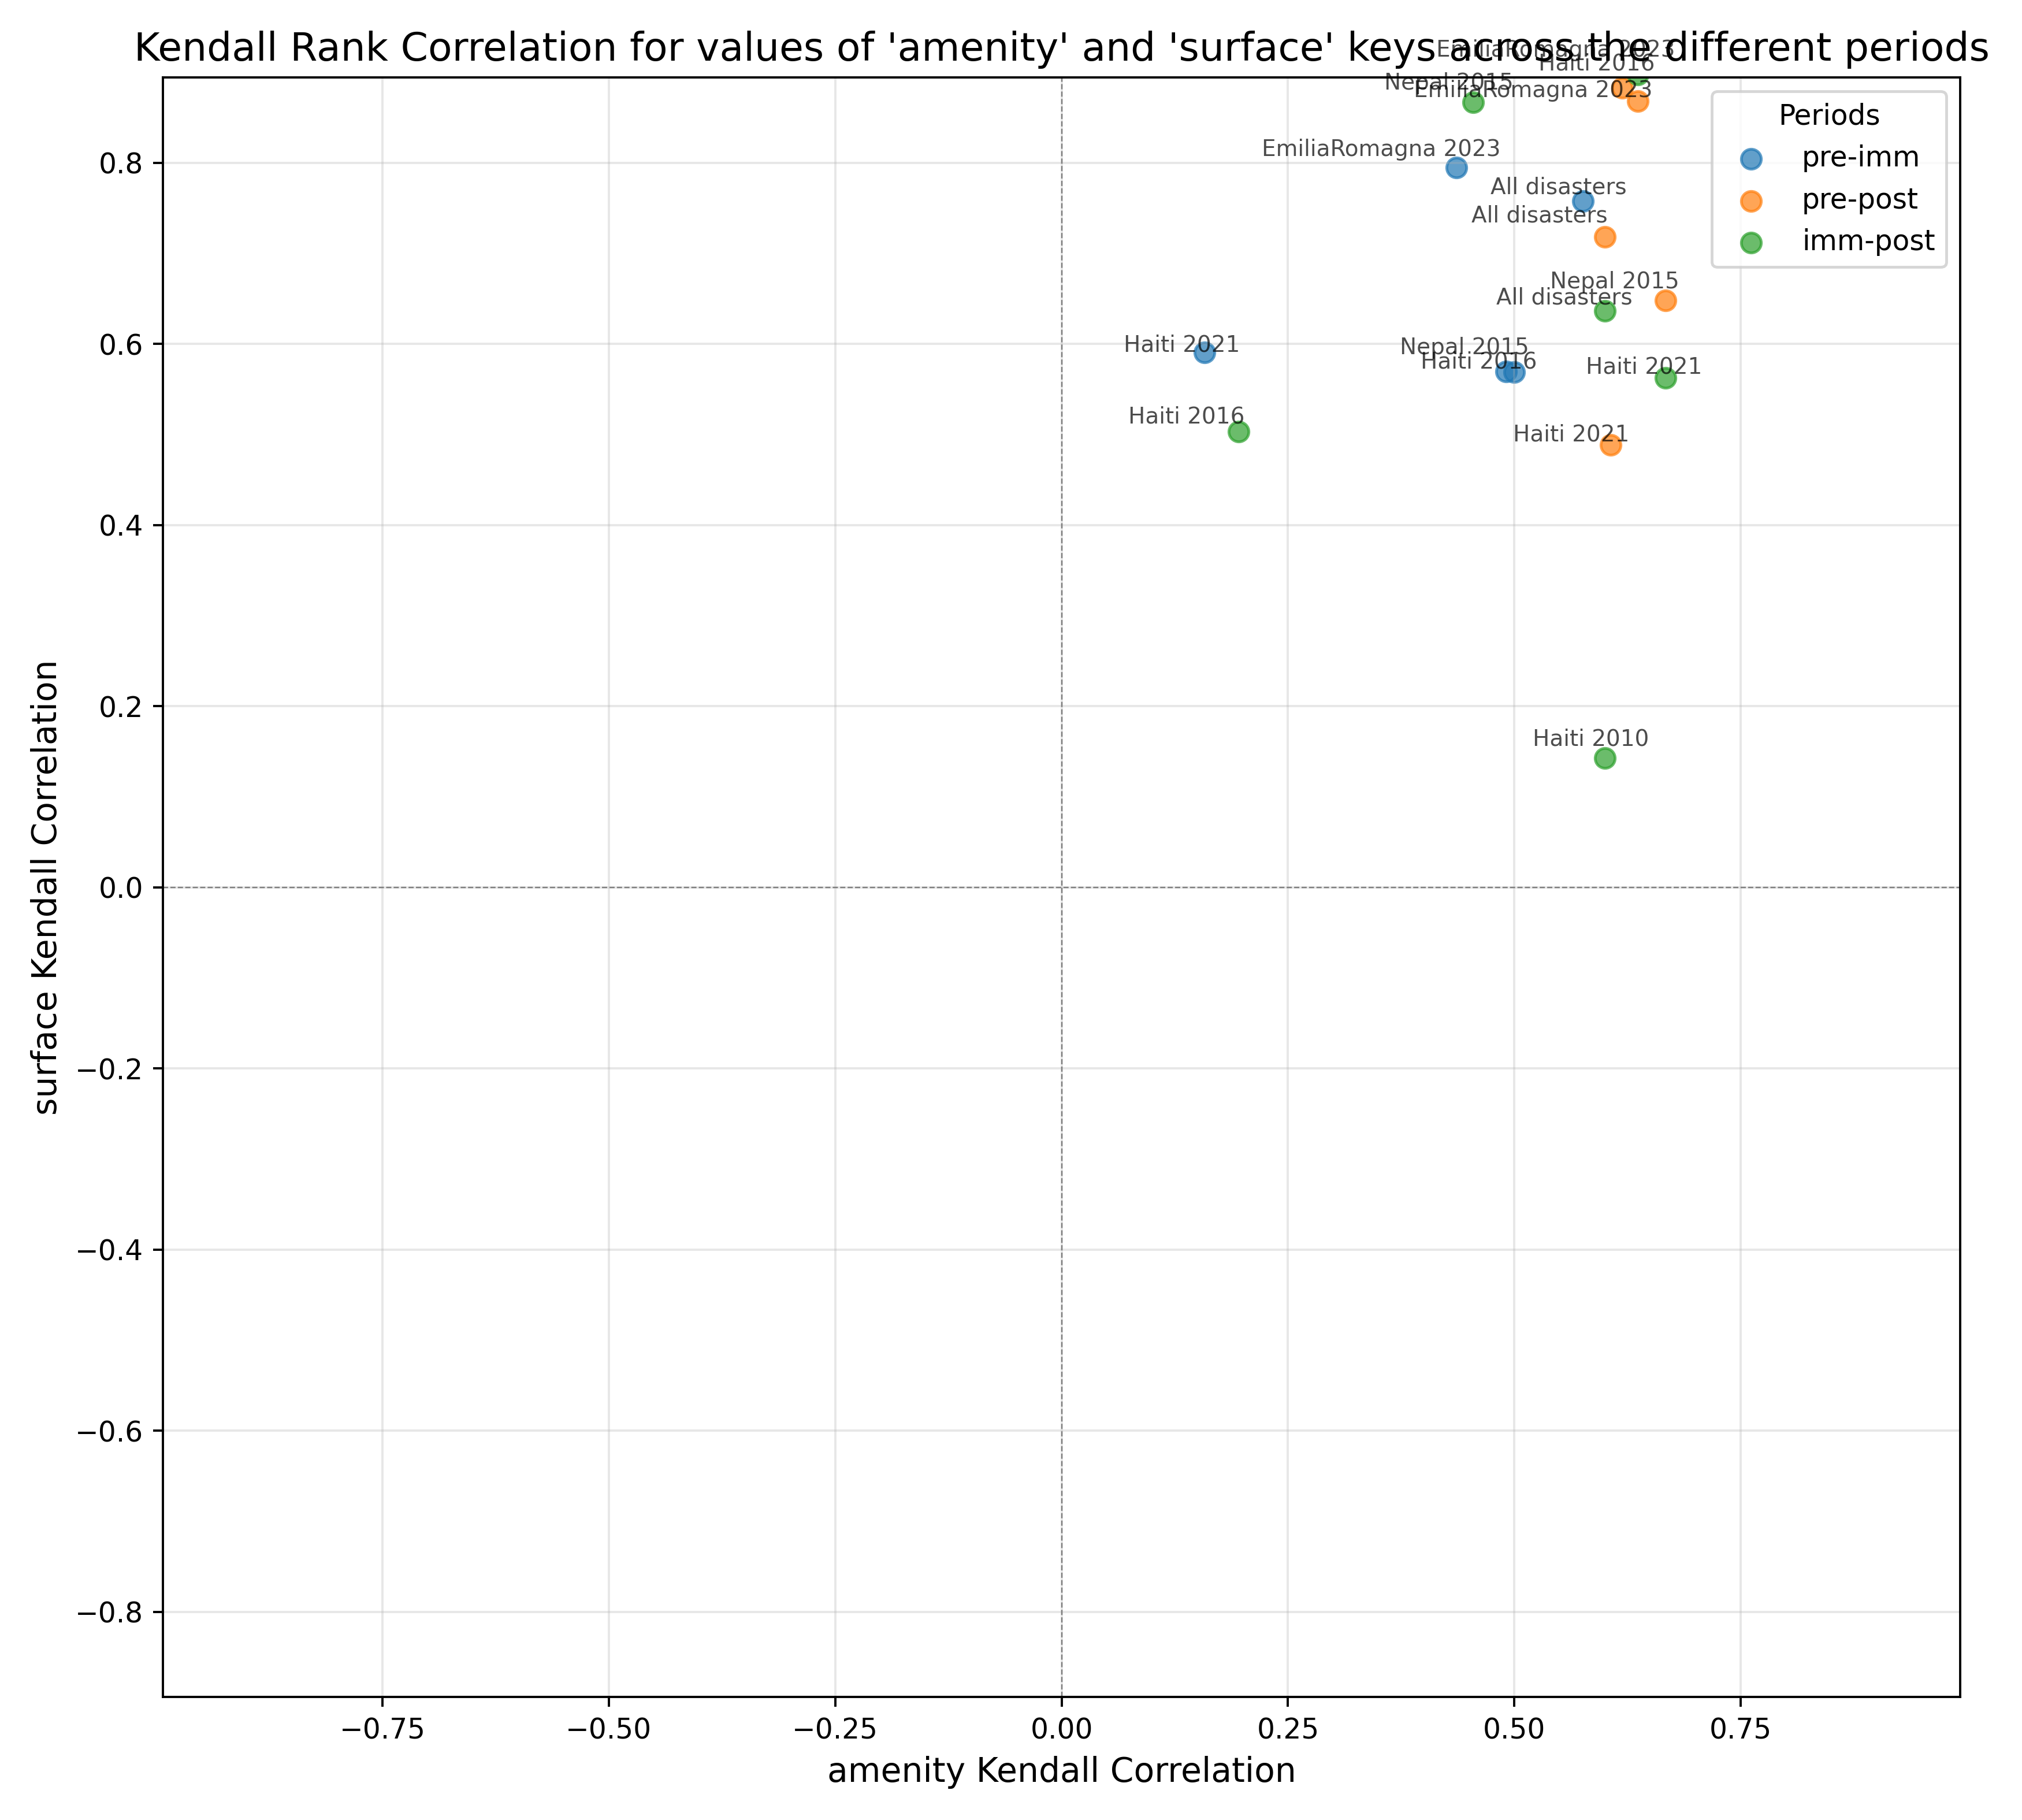 Kendall Rank Correlation for values of 'amenity' and 'surface' keys across the different periods
EmiliaRomagna 2023
Haiti 2016
Nepal 2015
EmiliaRomagna 2023
EmiliaRomagna 2023
All disasters
All disasters
Nepal 2015
All disasters
Haiti 2021
Nepal 2015
Haiti 2016
Haiti 2021
Haiti 2016
Haiti 2021
Haiti 2010
Periods
pre-imm
pre-post
imm-post
surface Kendall Correlation
0.8
0.6
0.4
0.2
0.0
−0.2
−0.4
−0.6
−0.8
−0.75
−0.50
−0.25
0.00
0.25
0.50
0.75
amenity Kendall Correlation